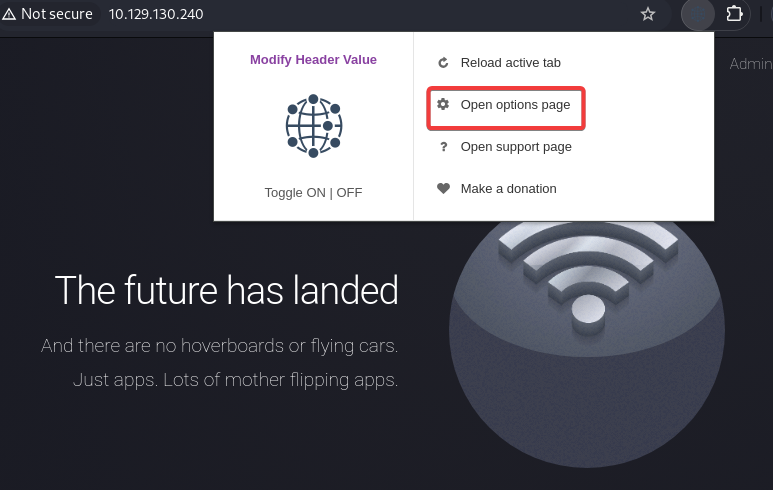 Not secure 10.129.130.240
Modify Header Value
Toggle ON | OFF
Reload active tab
Open options page
Open support page
Make a donation
Admin
The future has landed
And there are no hoverboards or flying cars.
Just apps. Lots of mother flipping apps.